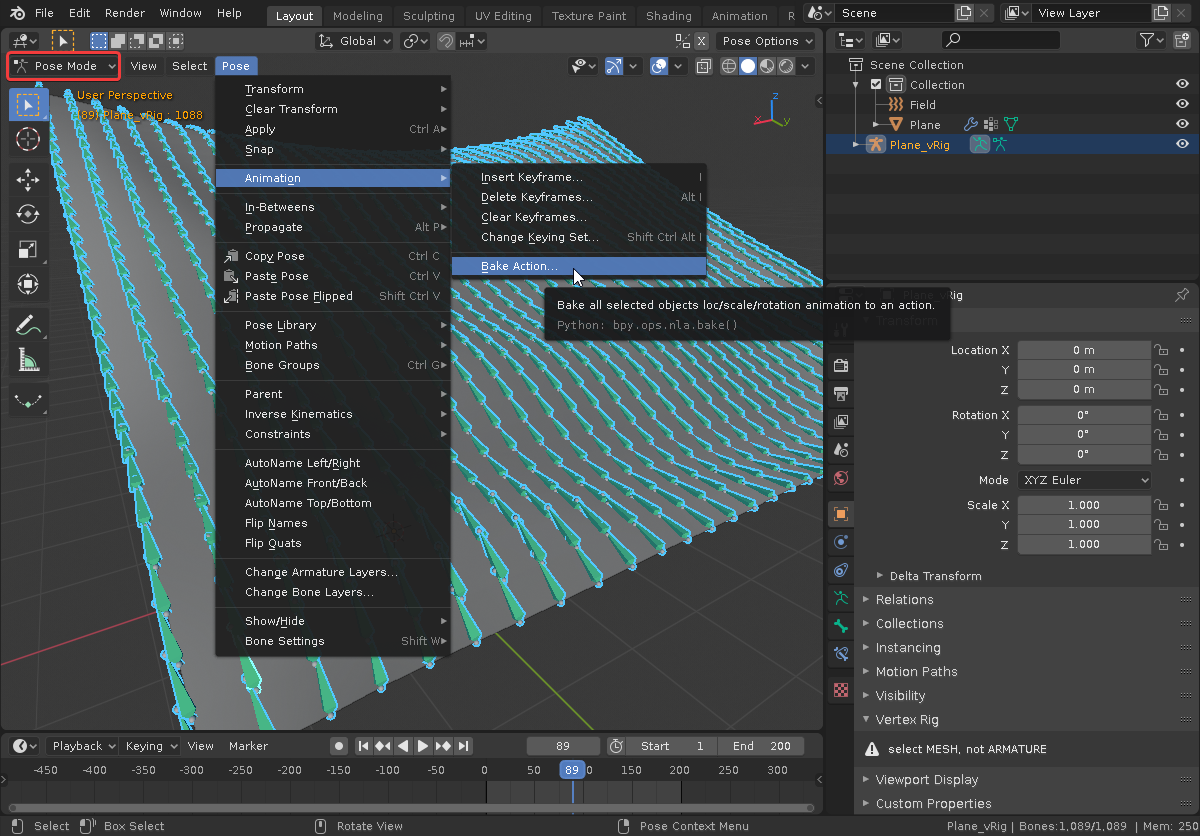 File Edit Render Window Help Layout Modeling Sculpting UV Editing Texture Paint Shading Animation R Scene View Layer
Global Pose Options
Pose Mode View Select Pose
User Perspective
(89) Plane_vRig : 1088
Transform
Clear Transform
Apply Ctrl A
Snap
Animation
In-Betweens
Propagate Alt P
Copy Pose Ctrl C
Paste Pose Ctrl V
Paste Pose Flipped Shift Ctrl V
Pose Library
Motion Paths
Bone Groups Ctrl G
Parent
Inverse Kinematics
Constraints
AutoName Left/Right
AutoName Front/Back
AutoName Top/Bottom
Flip Names
Flip Quats
Change Armature Layers...
Change Bone Layers...
Show/Hide
Bone Settings Shift W
Insert Keyframe... I
Delete Keyframes... Alt I
Clear Keyframes...
Change Keying Set... Shift Ctrl Alt I
Bake Action...
Bake all selected objects loc/scale/rotation animation to an action.
Python: bpy.ops.nla.bake()
Z
X
Y
Scene Collection
Collection
Field
Plane
Plane_vRig
Plane_vRig
Transform
Location X 0 m
Y 0 m
Z 0 m
Rotation X 0°
Y 0°
Z 0°
Mode XYZ Euler
Scale X 1.000
Y 1.000
Z 1.000
Delta Transform
Relations
Collections
Instancing
Motion Paths
Visibility
Vertex Rig
select MESH, not ARMATURE
Viewport Display
Custom Properties
Playback Keying View Marker 89 Start 1 End 200
-450 -400 -350 -300 -250 -200 -150 -100 -50 0 50 89 0 150 200 250 300
Select Box Select Rotate View Pose Context Menu Plane_vRig | Bones:1,089/1,089 | Mem: 250